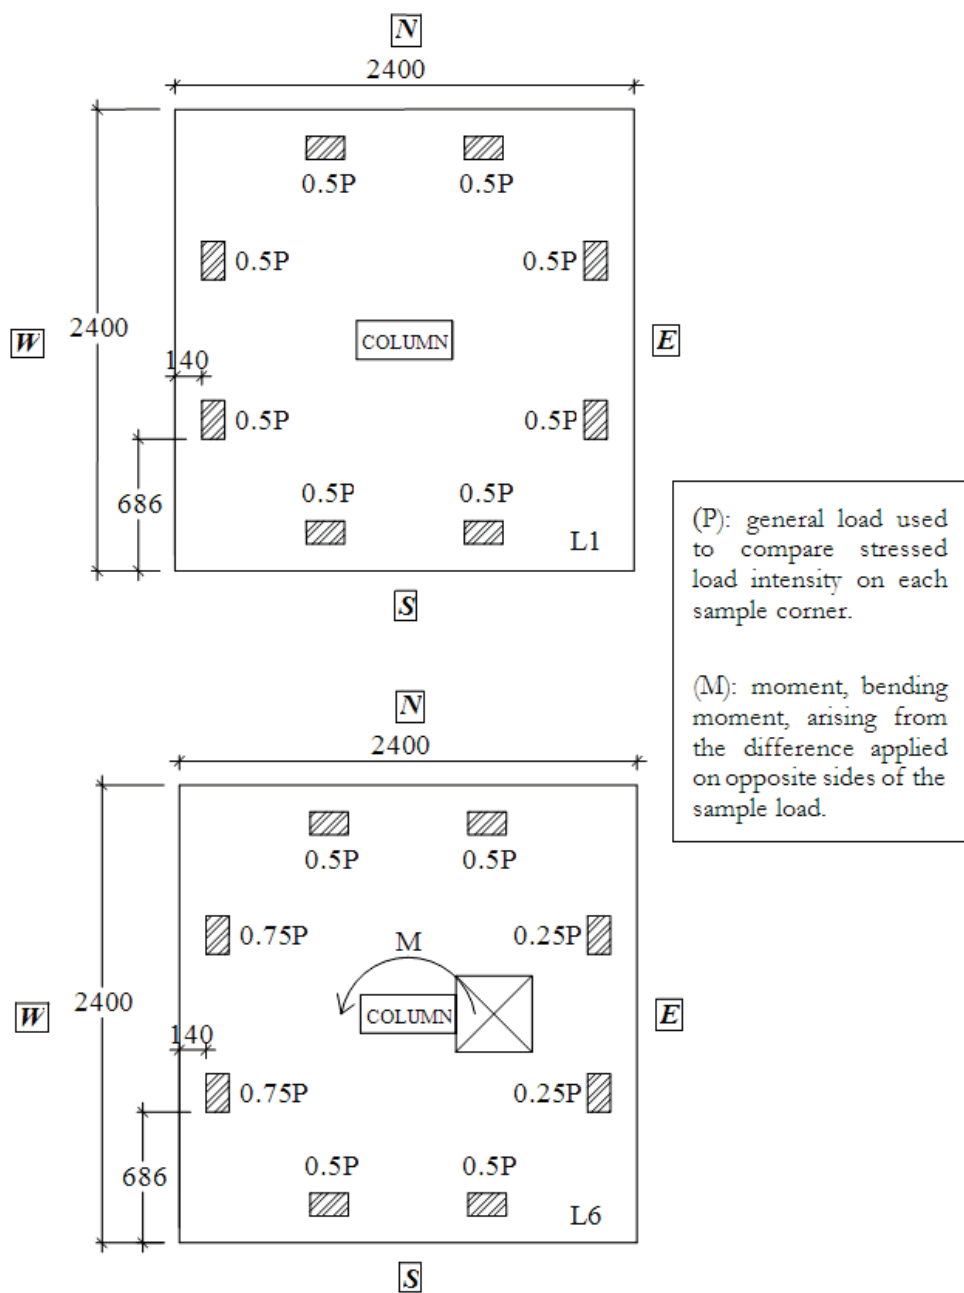 N
2400
0.5P 0.5P
0.5P 0.5P
W 2400 COLUMN E
140
0.5P 0.5P
686
0.5P 0.5P
L1
S
(P): general load used
to compare stressed
load intensity on each
sample corner.
(M): moment, bending
moment, arising from
the difference applied
on opposite sides of the
sample load.
N
2400
0.5P 0.5P
0.75P M 0.25P
W 2400 COLUMN E
140
0.75P 0.25P
686
0.5P 0.5P
L6
S